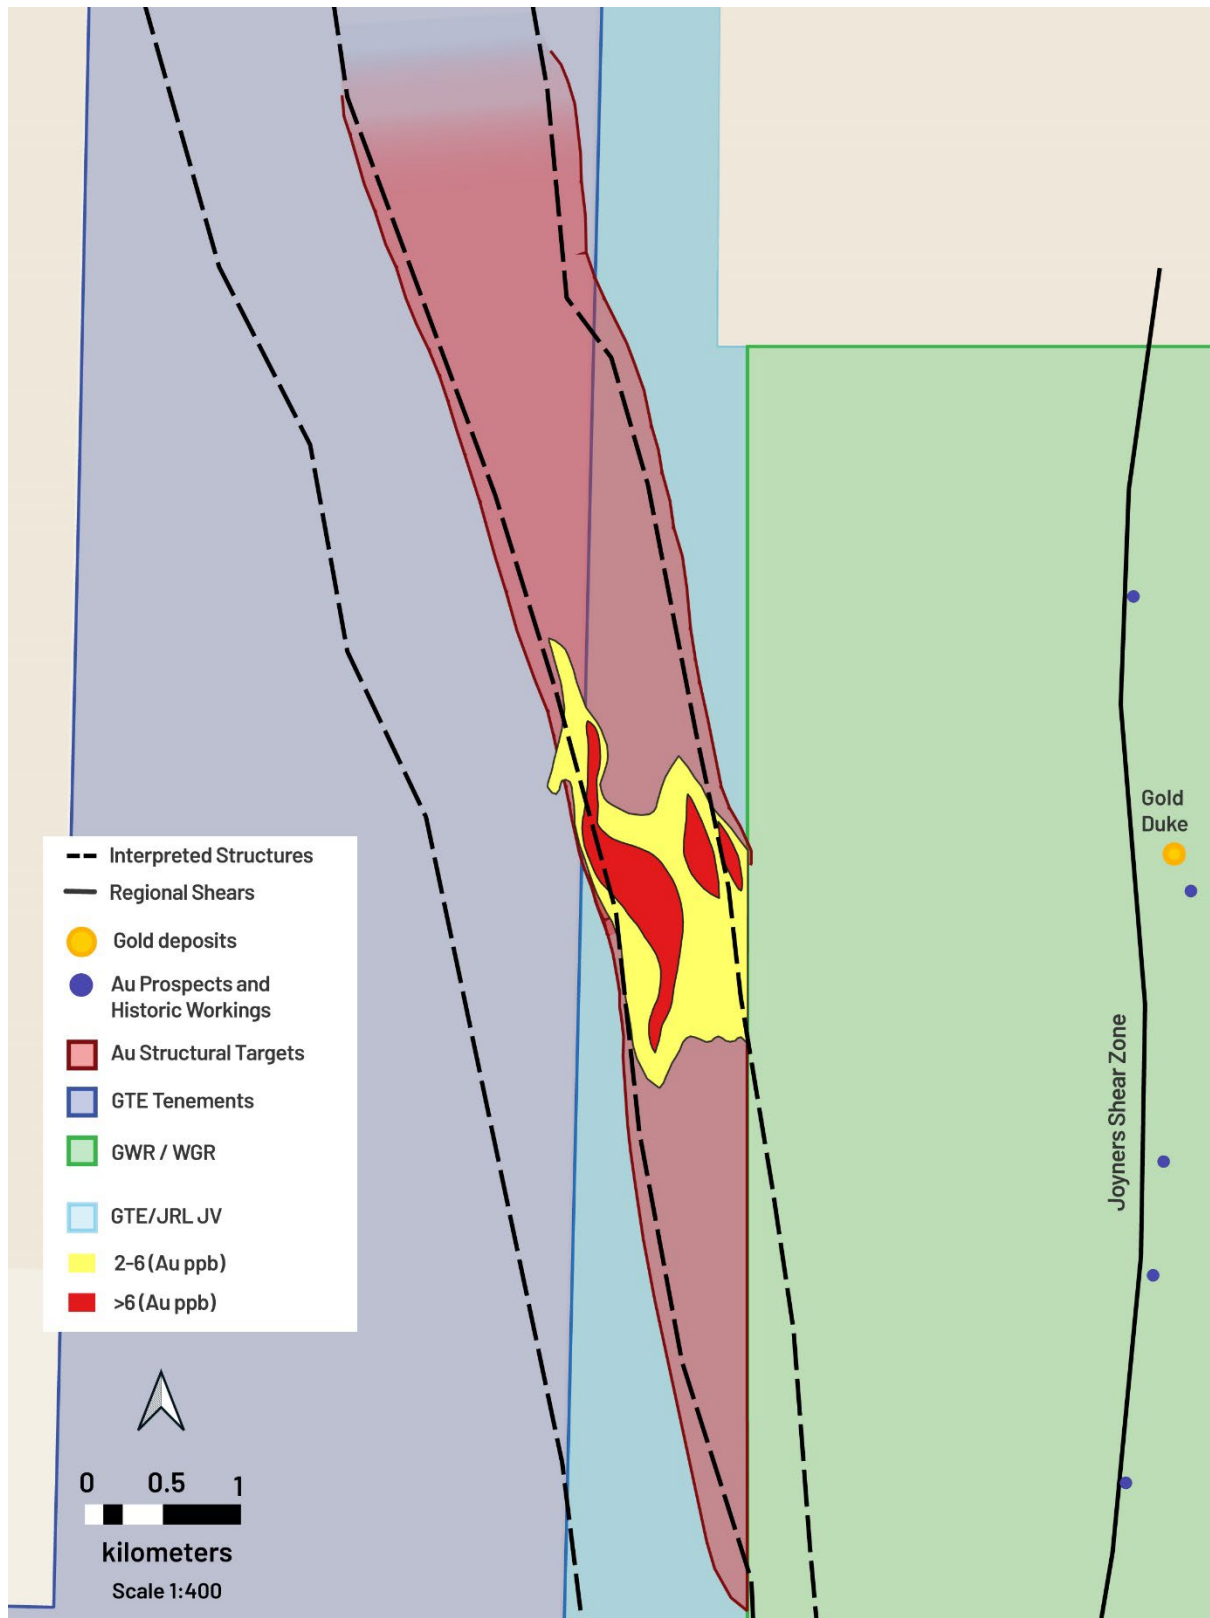 Gold
Duke
Joyners Shear Zone
Interpreted Structures
Regional Shears
Gold deposits
Au Prospects and
Historic Workings
Au Structural Targets
GTE Tenements
GWR / WGR
GTE/JRL JV
2-6 (Au ppb)
>6 (Au ppb)
0 0.5 1
kilometers
Scale 1:400